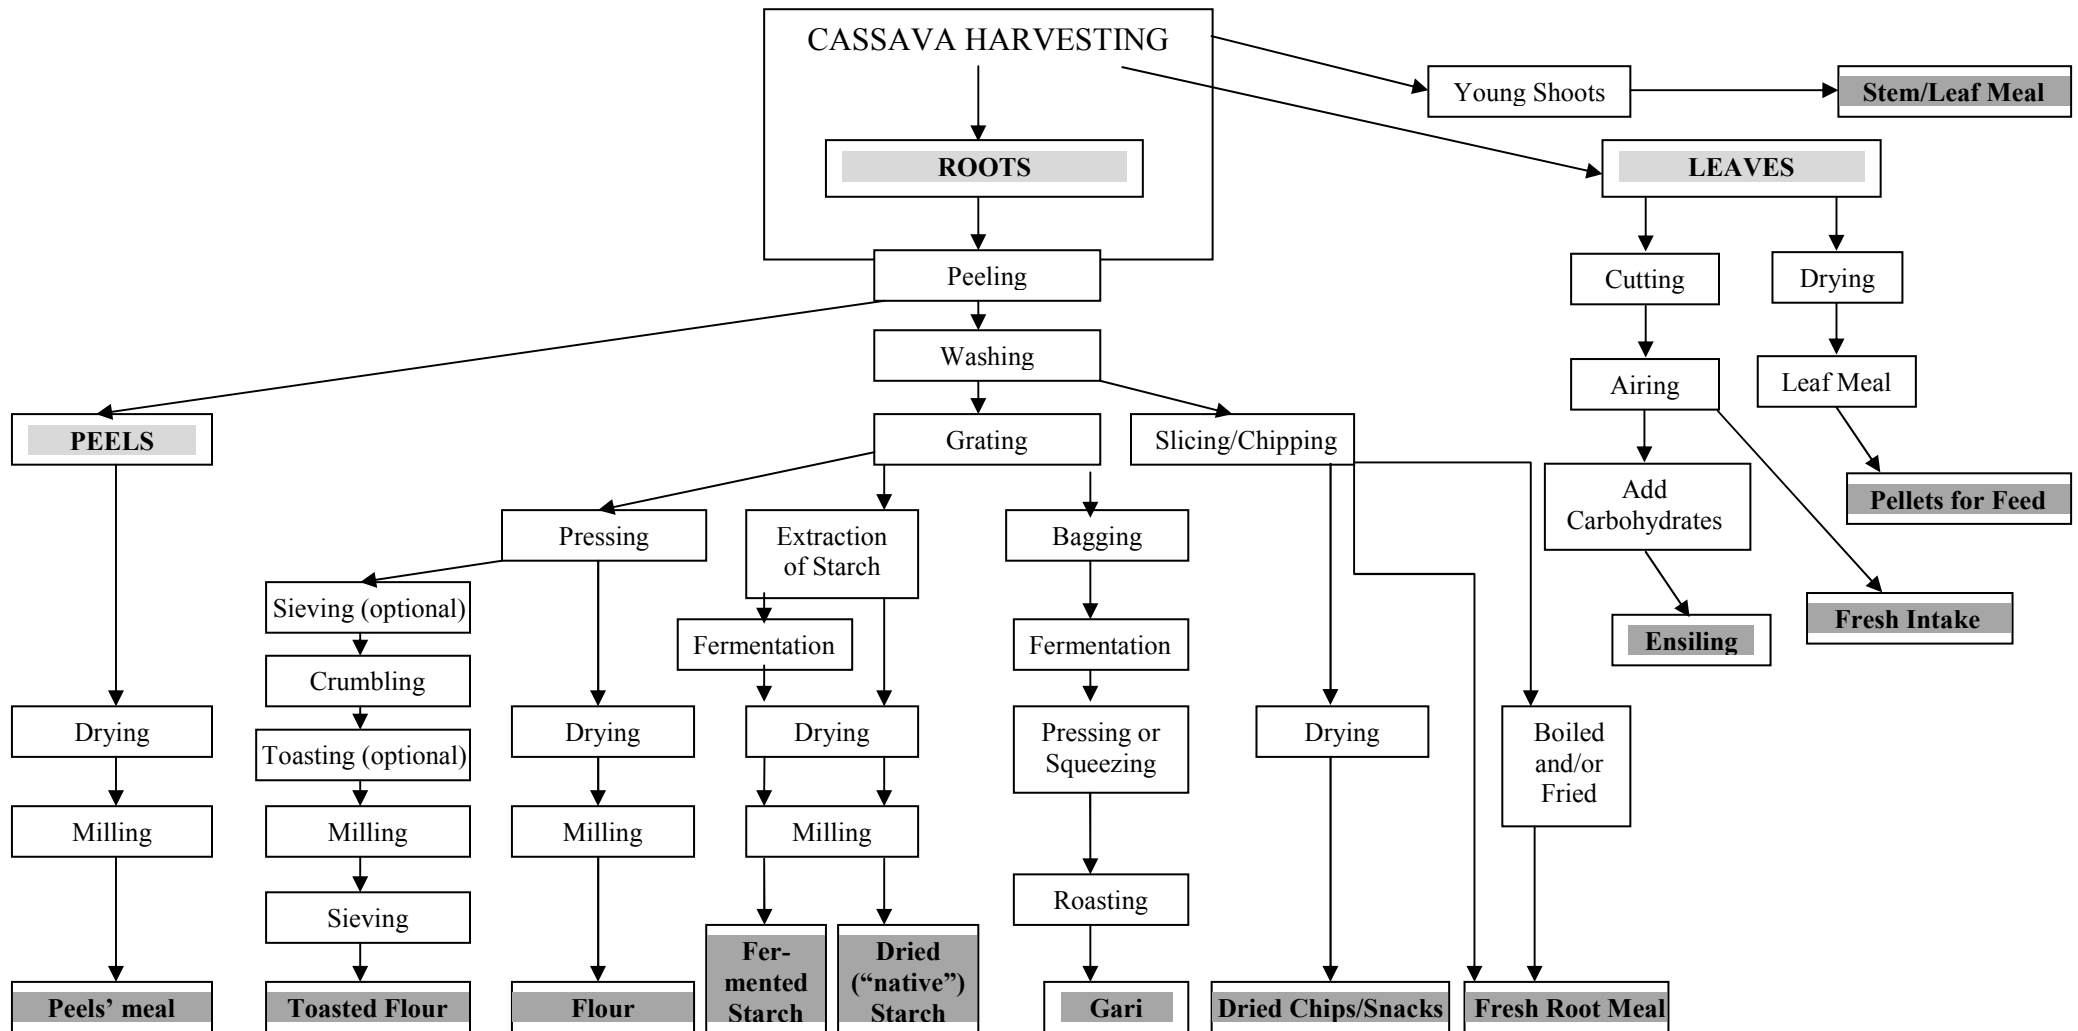 CASSAVA HARVESTING
Young Shoots
Stem/Leaf Meal
ROOTS
LEAVES
Peeling
Cutting
Drying
Washing
Airing
Leaf Meal
PEELS
Grating
Slicing/Chipping
Add
Carbohydrates
Pellets for Feed
Pressing
Extraction
of Starch
Bagging
Sieving (optional)
Fermentation
Fermentation
Ensiling
Fresh Intake
Crumbling
Drying
Toasting (optional)
Drying
Drying
Pressing or
Squeezing
Drying
Boiled
and/or
Fried
Milling
Milling
Milling
Milling
Sieving
Roasting
Peels’ meal
Toasted Flour
Flour
Fer-
mented
Starch
Dried
(“native”)
Starch
Gari
Dried Chips/Snacks
Fresh Root Meal